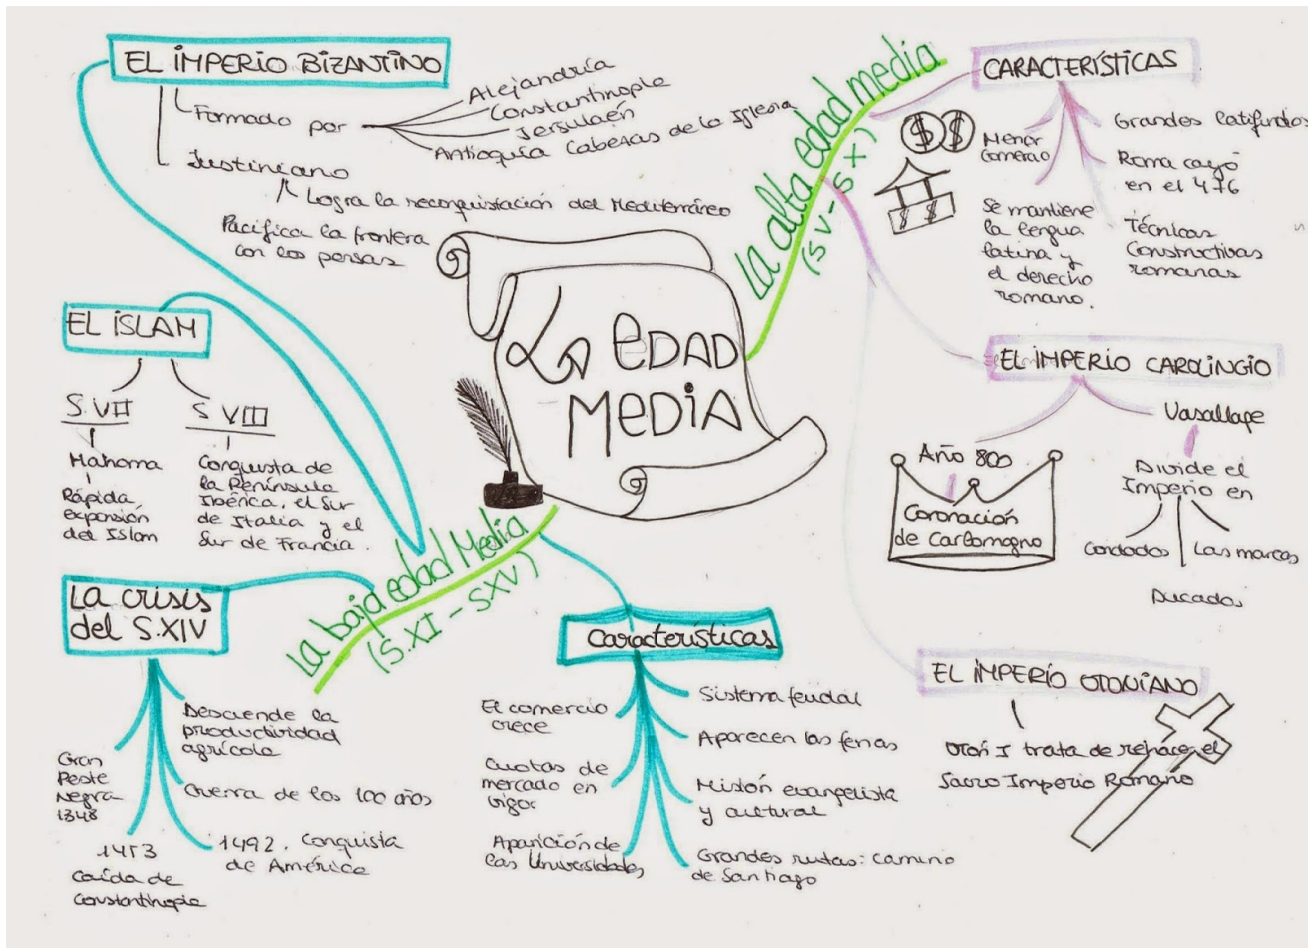 La EDAD
MEDIA
La alta edad media
(S V - S X)
CARACTERÍSTICAS
Menor
Comercio
Se mantiene
la lengua
latina y
el derecho
romano.
Grandes latifundios
Roma cayó
en el 476
Técnicas
Constructivas
romanas
$ $
$ $
EL IMPERIO CAROLINGIO
Año 800
Coronación
de Carlomagno
Vasallaje
Divide el
Imperio en
Condados
Las marcas
Ducados
EL IMPERIO OTONIANO
Otón I trata de rehacer el
Sacro Imperio Romano
La baja edad Media
(S.XI - SXV)
EL IMPERIO BIZANTINO
Formado por
Alejandría
Constantinople
Jersulaén
Antioquía Cabezas de la Iglesia
Justiniano
Logra la reconquistación del Mediterráneo
Pacifica la frontera
con los persas
EL ISLAM
S. VII
Mahoma
Rápida
expansión
del Islam
S VIII
Conquista de
la Península
Ibérica, el Sur
de Italia y el
Sur de Francia.
La crisis
del S.XIV
Gran
Peste
Negra
1348
1453
Caída de
Constantinopla
Desciende la
productividad
agrícola
Guerra de los 100 años
1492. Conquista
de América
Características
El comercio
crece
Cuotas de
mercado en
vigor
Aparición de
las Universidades
Sistema feudal
Aparecen las ferias
Misión evangelista
y cultural
Grandes rutas: Camino
de Santiago